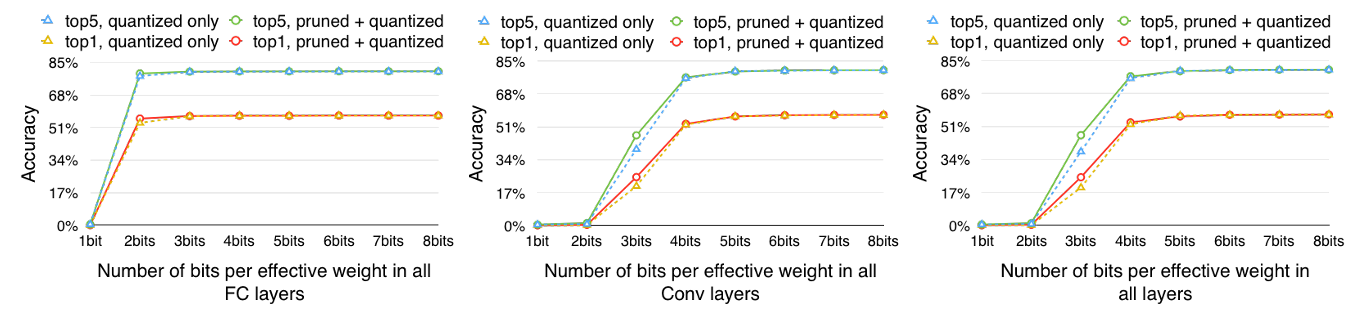 top5, quantized only top5, pruned + quantized
top1, quantized only top1, pruned + quantized
85%
68%
51%
34%
17%
0%
Accuracy
1bit 2bits 3bits 4bits 5bits 6bits 7bits 8bits
Number of bits per effective weight in all
FC layers
top5, quantized only top5, pruned + quantized
top1, quantized only top1, pruned + quantized
85%
68%
51%
34%
17%
0%
Accuracy
1bit 2bits 3bits 4bits 5bits 6bits 7bits 8bits
Number of bits per effective weight in all
Conv layers
top5, quantized only top5, pruned + quantized
top1, quantized only top1, pruned + quantized
85%
68%
51%
34%
17%
0%
Accuracy
1bit 2bits 3bits 4bits 5bits 6bits 7bits 8bits
Number of bits per effective weight in
all layers